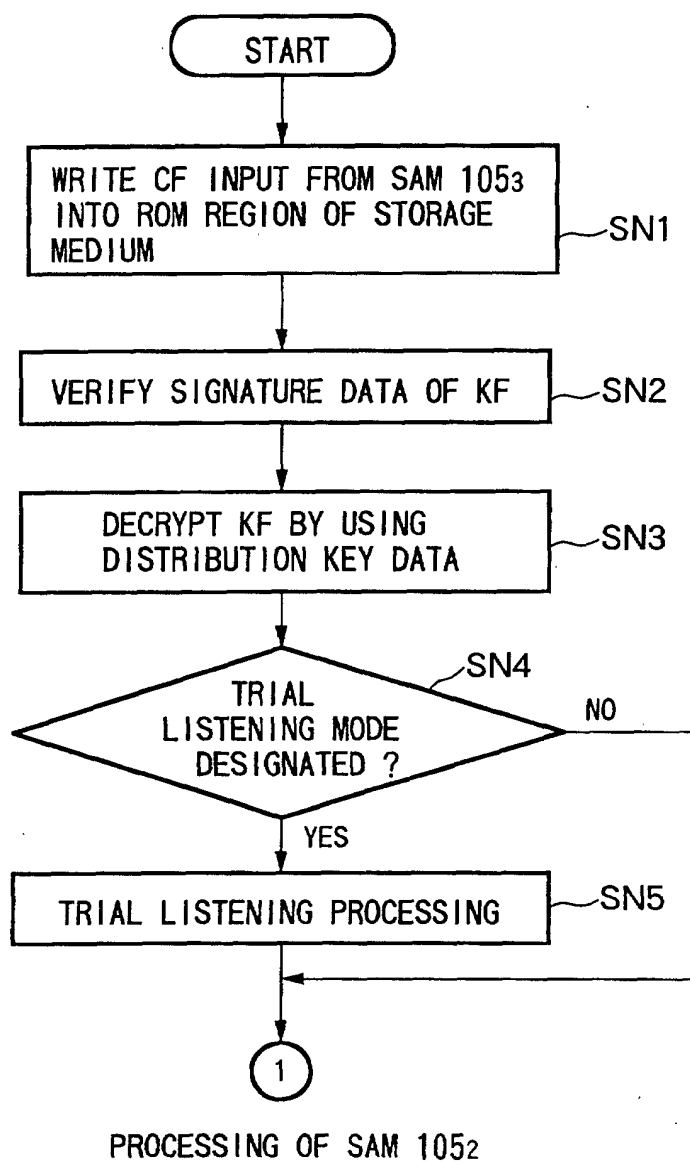 START
WRITE CF INPUT FROM SAM 105₃
INTO ROM REGION OF STORAGE
MEDIUM
SN1
VERIFY SIGNATURE DATA OF KF
SN2
DECRYPT KF BY USING
DISTRIBUTION KEY DATA
SN3
SN4
TRIAL
LISTENING MODE
DESIGNATED ?
NO
YES
TRIAL LISTENING PROCESSING
SN5
1
PROCESSING OF SAM 105₂